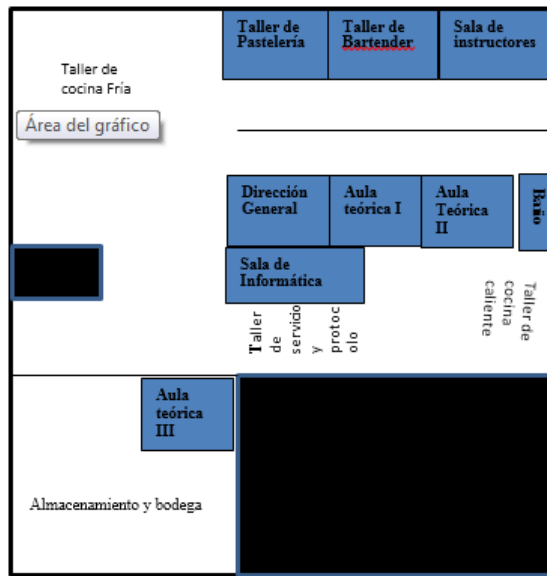 Taller de
Pastelería
Taller de
Bartender
Sala de
instructores
Taller de
cocina Fría
Área del gráfico
Dirección
General
Aula
teórica I
Aula
Teórica
II
Baño
Sala de
Informática
Taller
de
servicio
y
protoc
olo
Taller de
cocina
caliente
Aula
teórica
III
Almacenamiento y bodega